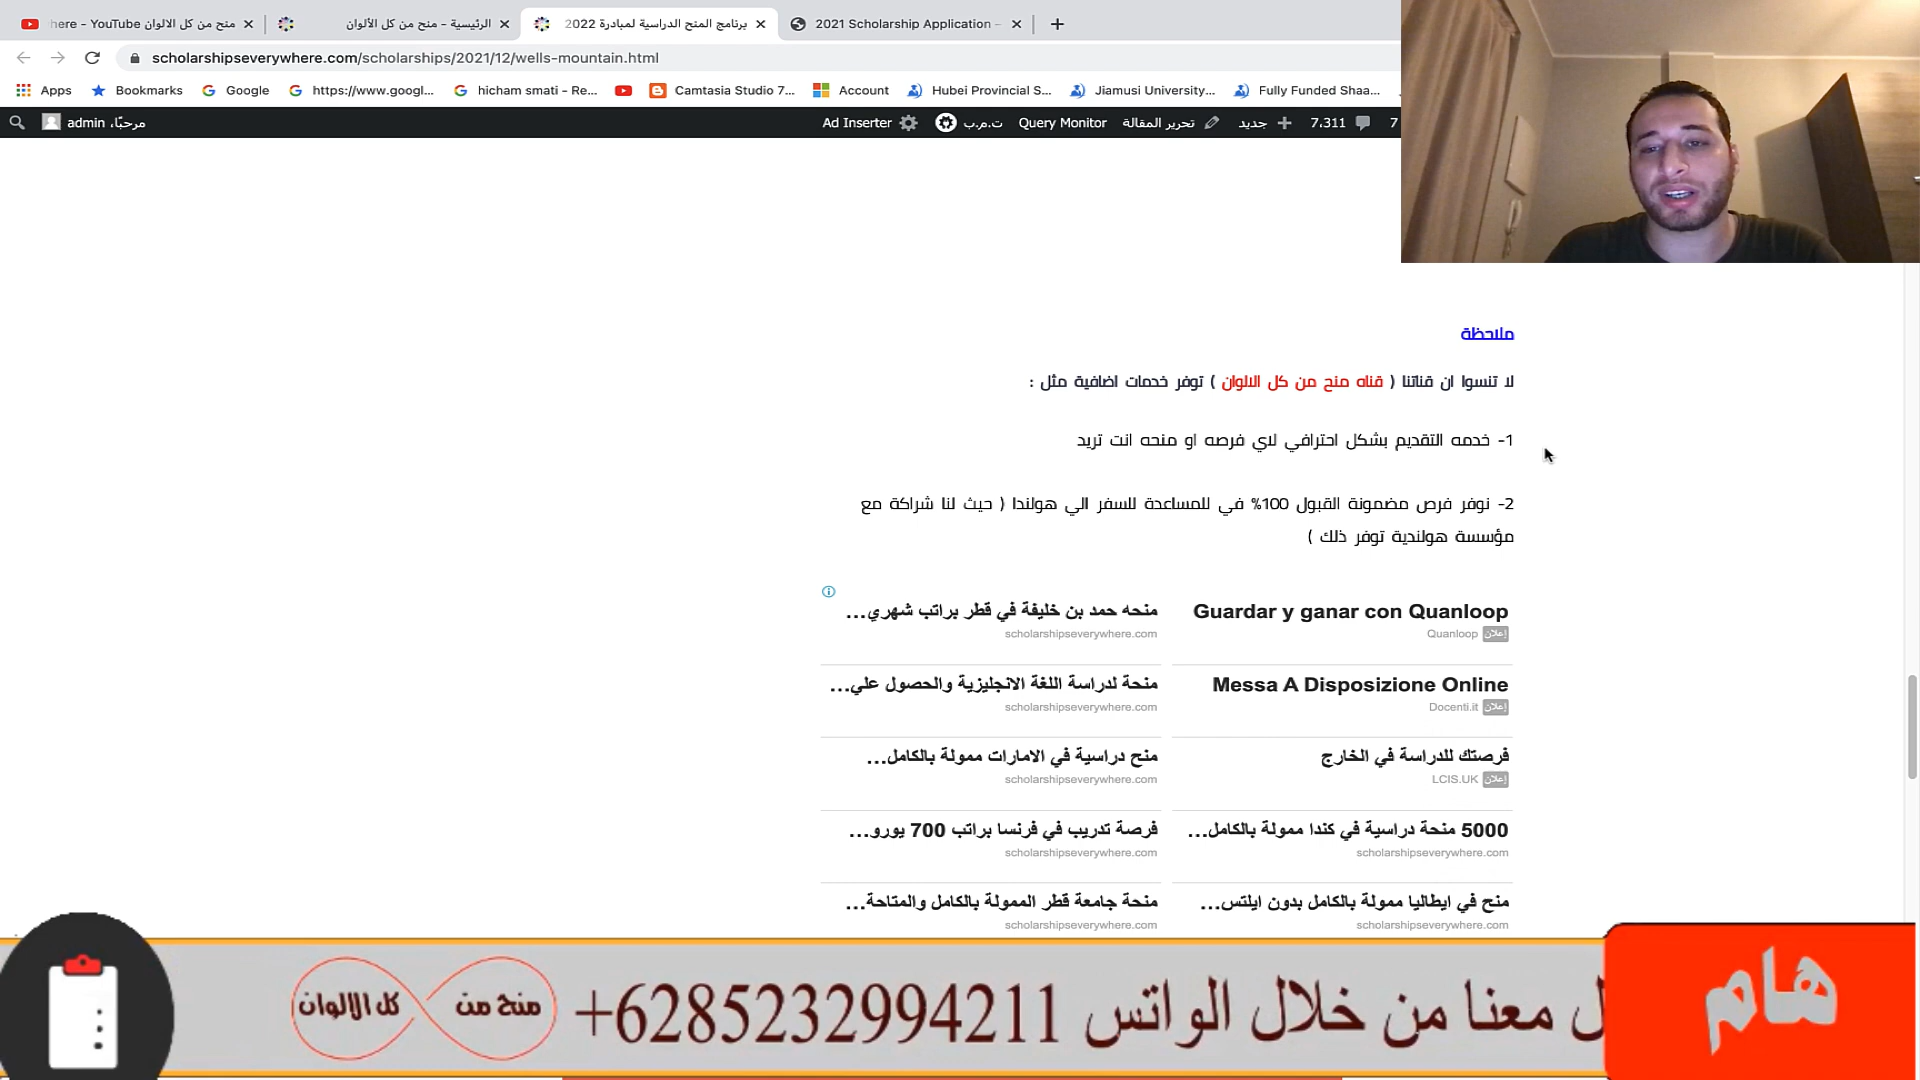 here - YouTube منح من كل الالوان
الرئيسية - منح من كل الألوان
برنامج المنح الدراسية لمبادرة 2022
2021 Scholarship Application -
scholarshipseverywhere.com/scholarships/2021/12/wells-mountain.html
Apps
Bookmarks
Google
https://www.googl...
hicham smati - Re...
Camtasia Studio 7...
Account
Hubei Provincial S...
Jiamusi University...
Fully Funded Shaa...
مرحبًا، admin
Ad Inserter
ت.م.ب
Query Monitor
تحرير المقالة
جديد
7،311
7
ملاحظة
لا تنسوا ان قناتنا ( قناه منح من كل الالوان ) توفر خدمات اضافية مثل :
1- خدمه التقديم بشكل احترافي لاي فرصه او منحه انت تريد
2- نوفر فرص مضمونة القبول 100% في للمساعدة للسفر الي هولندا ( حيث لنا شراكة مع
مؤسسة هولندية توفر ذلك )
Guardar y ganar con Quanloop
Quanloop إعلان
منحه حمد بن خليفة في قطر براتب شهري...
scholarshipseverywhere.com
Messa A Disposizione Online
Docenti.it إعلان
منحة لدراسة اللغة الانجليزية والحصول علي...
scholarshipseverywhere.com
فرصتك للدراسة في الخارج
LCIS.UK إعلان
منح دراسية في الامارات ممولة بالكامل...
scholarshipseverywhere.com
5000 منحة دراسية في كندا ممولة بالكامل...
scholarshipseverywhere.com
فرصة تدريب في فرنسا براتب 700 يورو...
scholarshipseverywhere.com
منح في ايطاليا ممولة بالكامل بدون ايلتس...
scholarshipseverywhere.com
منحة جامعة قطر الممولة بالكامل والمتاحة...
scholarshipseverywhere.com
هام
ل معنا من خلال الواتس 6285232994211+
منح من كل الالوان